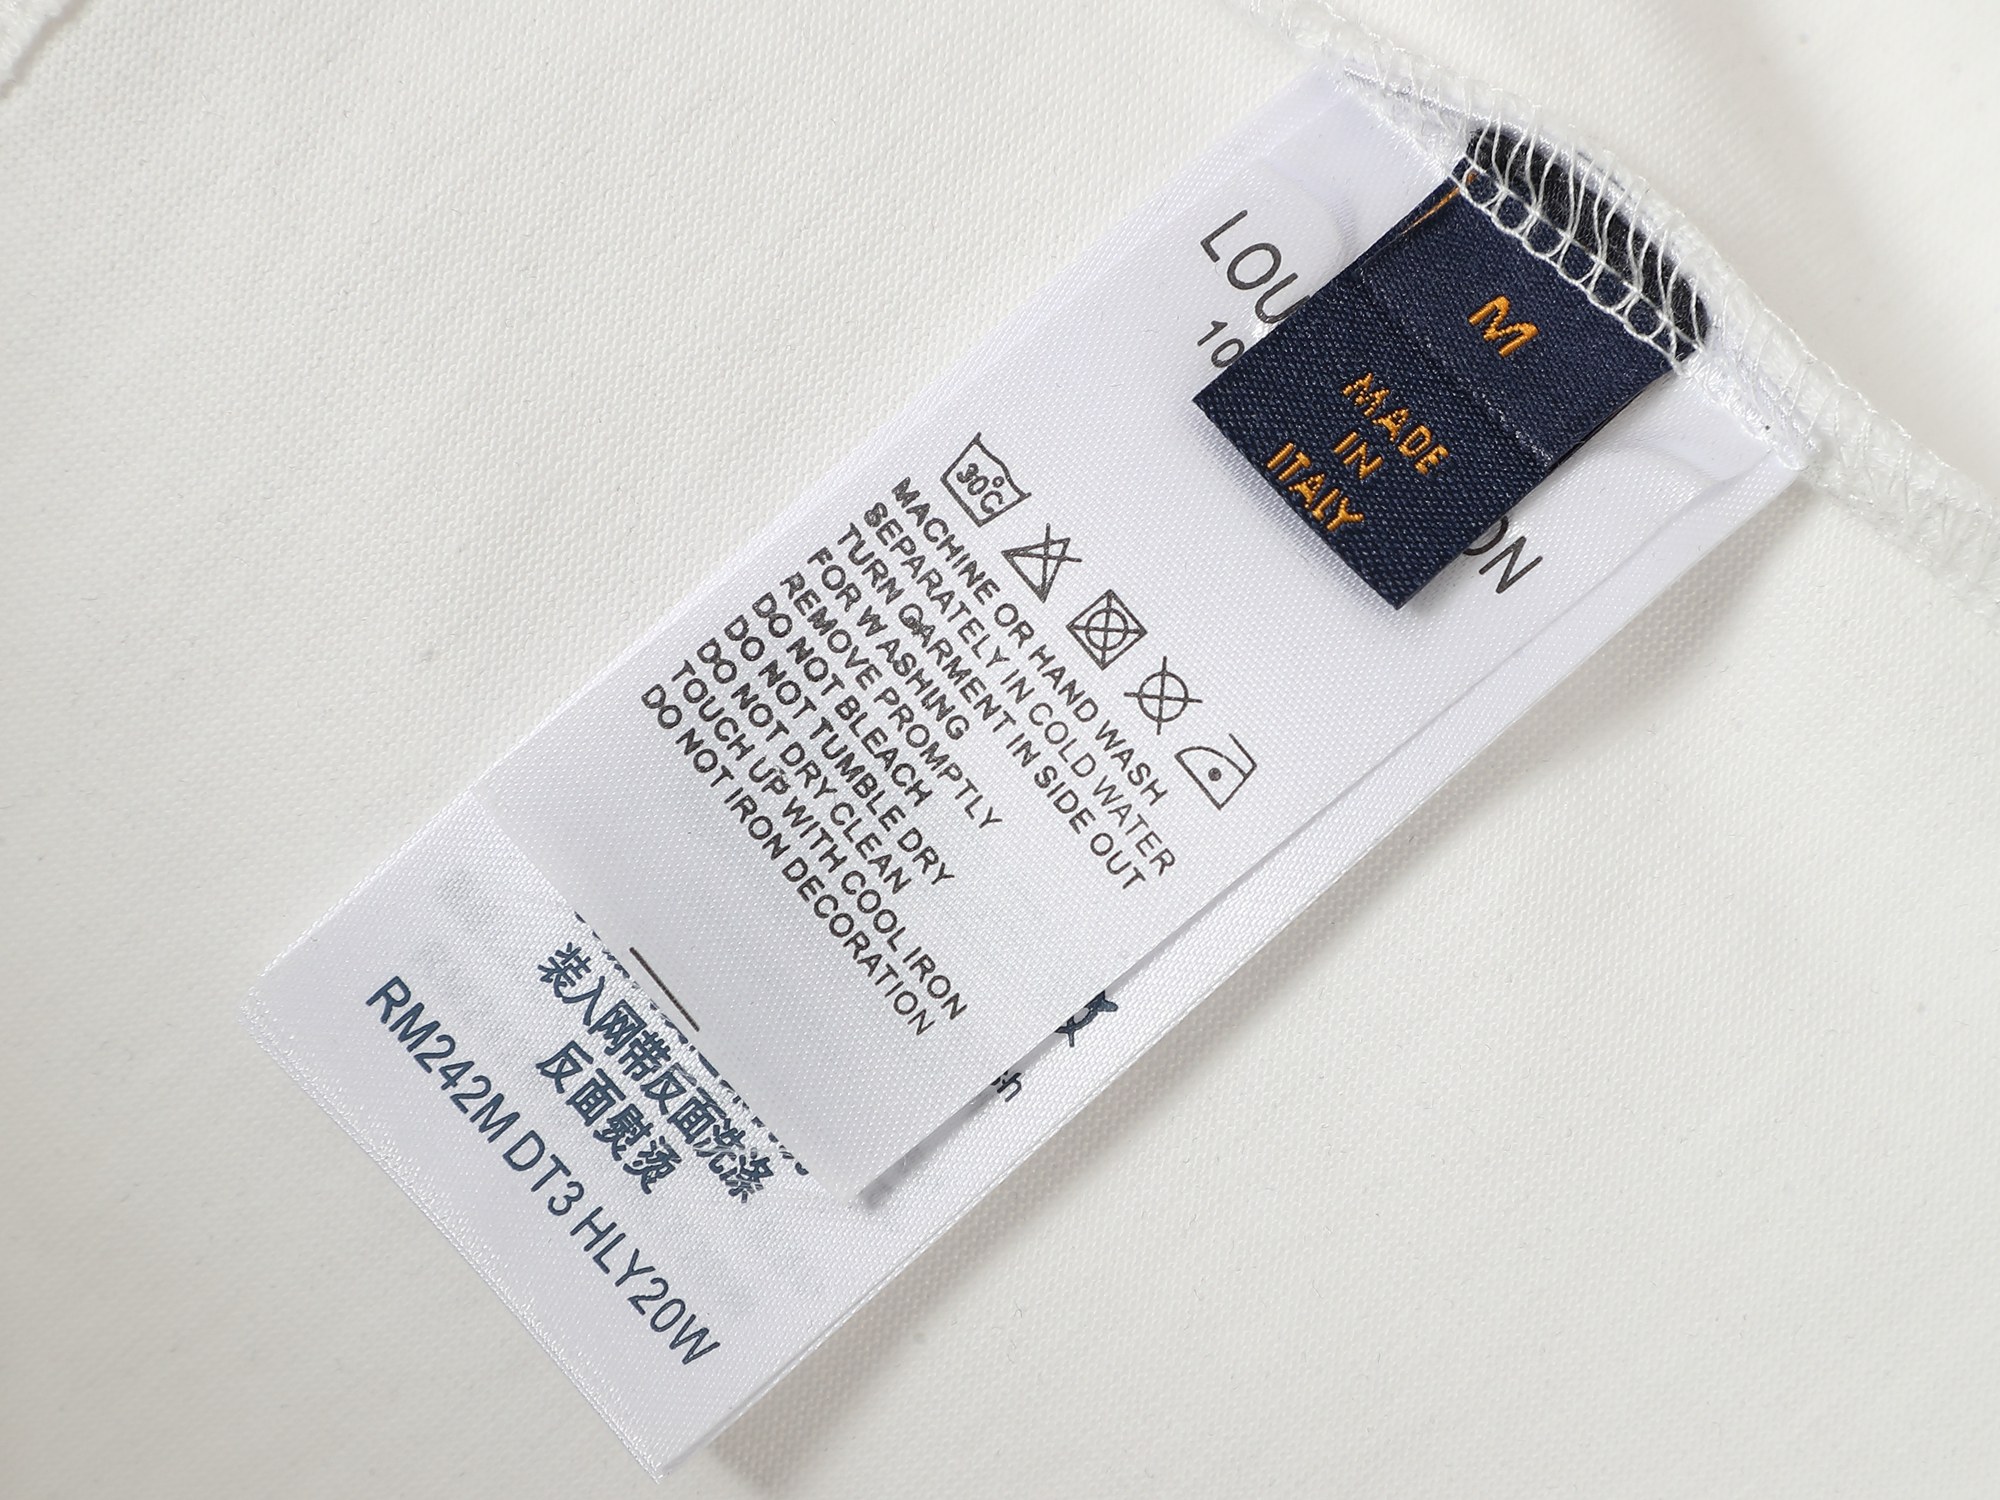 LOU
10
ON
M
MADE
IN
ITALY
30°C
MACHINE OR HAND WASH
SEPARATELY IN COLD WATER
TURN GARMENT IN SIDE OUT
FOR WASHING
REMOVE PROMPTLY
DO NOT BLEACH
DO NOT TUMBLE DRY
DO NOT DRY CLEAN
TOUCH UP WITH COOL IRON
DO NOT IRON DECORATION
装入网带反面洗涤
反面熨烫
RM242M DT3 HLY20W